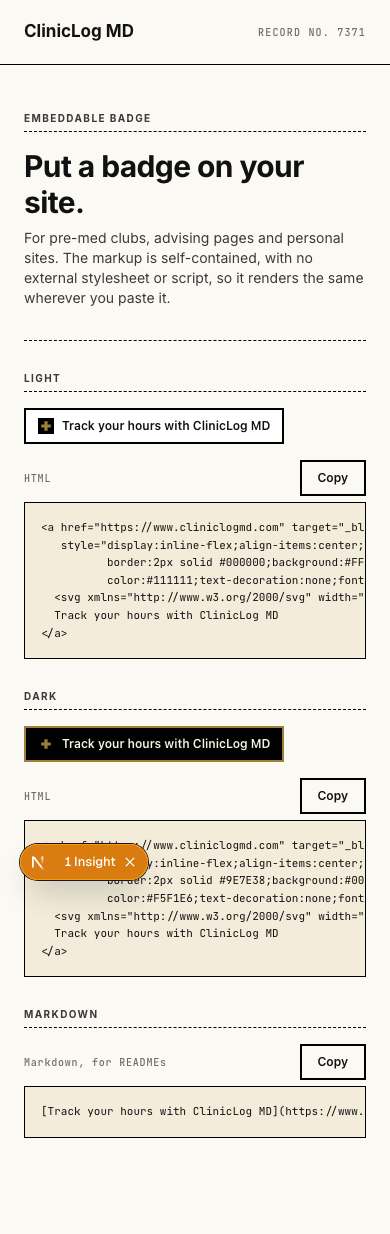 ClinicLog MD
RECORD NO. 7371
EMBEDDABLE BADGE
Put a badge on your
site.
For pre-med clubs, advising pages and personal
sites. The markup is self-contained, with no
external stylesheet or script, so it renders the same
wherever you paste it.
LIGHT
Track your hours with ClinicLog MD
HTML
Copy
<a href="https://www.cliniclogmd.com" target="_bl
style="display:inline-flex;align-items:center;
border:2px solid #000000;background:#FF
color:#111111;text-decoration:none;font
<svg xmlns="http://www.w3.org/2000/svg" width="
Track your hours with ClinicLog MD
</a>
DARK
Track your hours with ClinicLog MD
HTML
Copy
href="https://www.cliniclogmd.com" target="_bl
:inline-flex;align-items:center;
1 Insight
border:2px solid #9E7E38;background:#00
color:#F5F1E6;text-decoration:none;font
<svg xmlns="http://www.w3.org/2000/svg" width="
Track your hours with ClinicLog MD
</a>
MARKDOWN
Markdown, for READMEs
Copy
[Track your hours with ClinicLog MD](https://www.